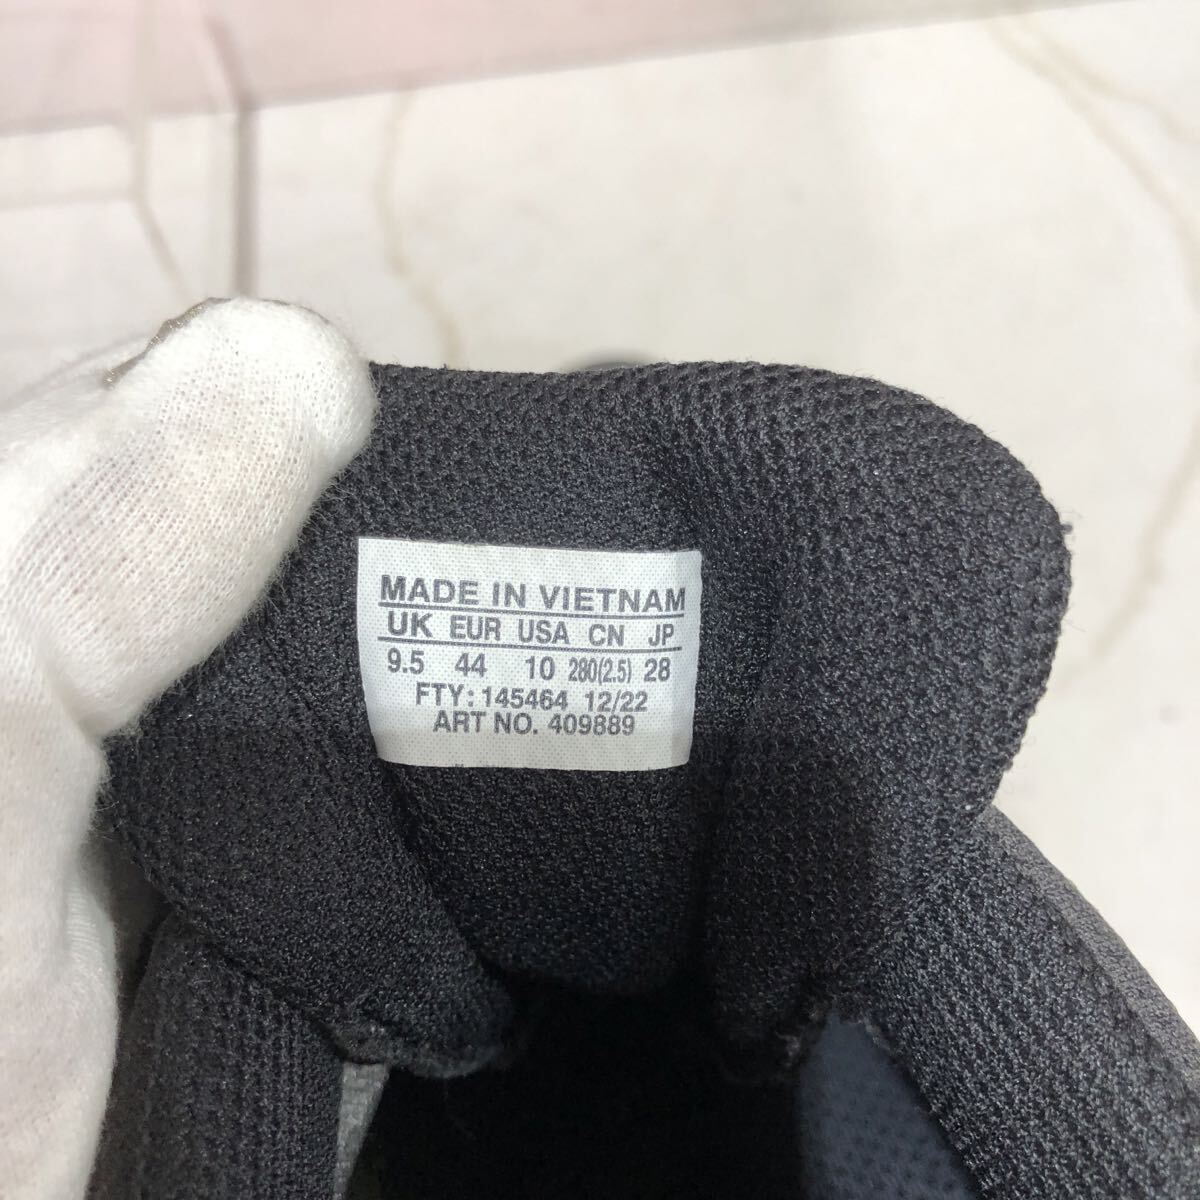 MADE IN VIETNAM
UK EUR USA CN JP
9.5 44 10 280(2.5) 28
FTY: 145464 12/22
ART NO. 409889